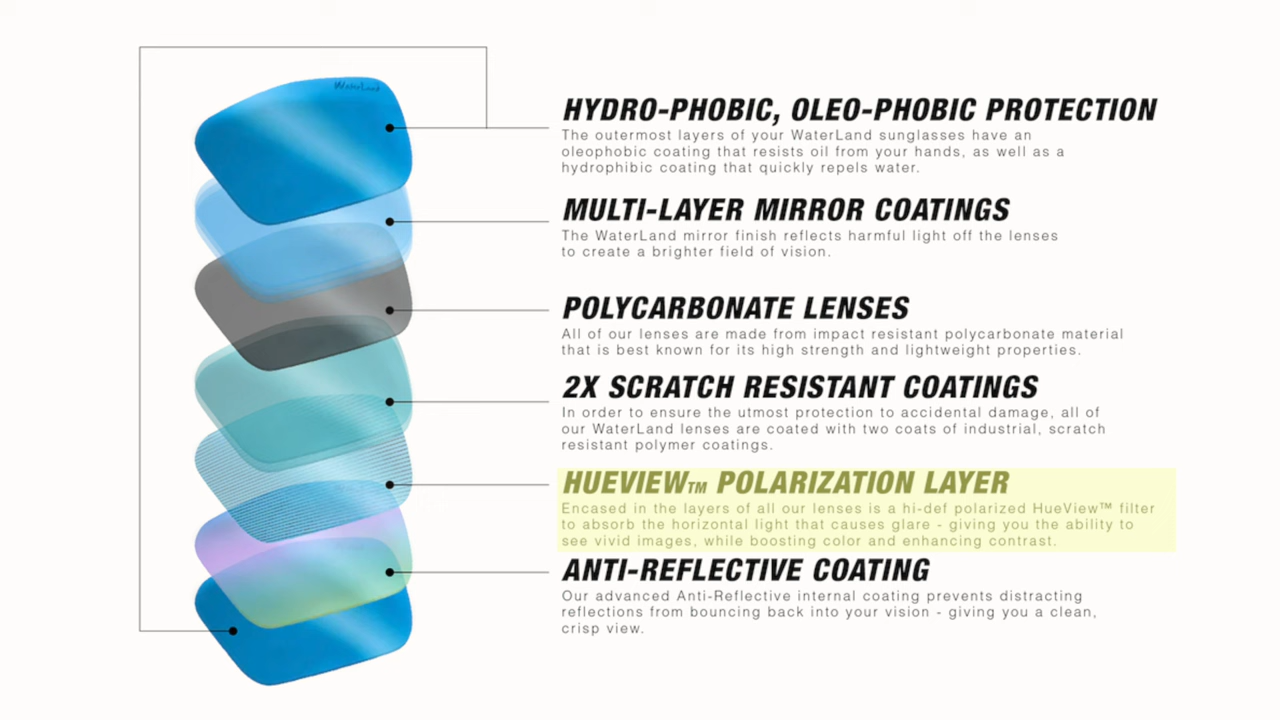 WaterLand
HYDRO-PHOBIC, OLEO-PHOBIC PROTECTION
The outermost layers of your WaterLand sunglasses have an
oleophobic coating that resists oil from your hands, as well as a
hydrophibic coating that quickly repels water.
MULTI-LAYER MIRROR COATINGS
The WaterLand mirror finish reflects harmful light off the lenses
to create a brighter field of vision.
POLYCARBONATE LENSES
All of our lenses are made from impact resistant polycarbonate material
that is best known for its high strength and lightweight properties.
2X SCRATCH RESISTANT COATINGS
In order to ensure the utmost protection to accidental damage, all of
our WaterLand lenses are coated with two coats of industrial, scratch
resistant polymer coatings.
HUEVIEW™ POLARIZATION LAYER
Encased in the layers of all our lenses is a hi-def polarized HueView™ filter
to absorb the horizontal light that causes glare - giving you the ability to
see vivid images, while boosting color and enhancing contrast.
ANTI-REFLECTIVE COATING
Our advanced Anti-Reflective internal coating prevents distracting
reflections from bouncing back into your vision - giving you a clean,
crisp view.